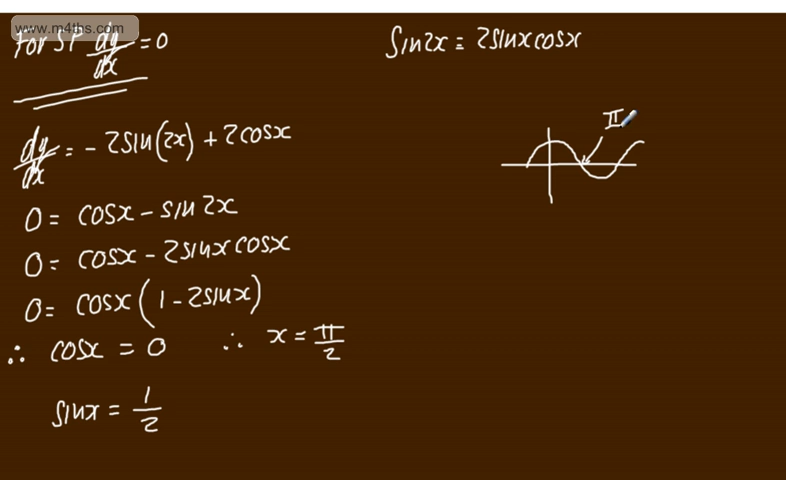 www.m4ths.com
For SP dy/dx = 0
Sin2x ≡ 2sinxcosx
dy/dx = - 2sin(2x) + 2cosx
0 = cosx - sin2x
0 = cosx - 2sinxcosx
0 = cosx(1 - 2sinx)
∴ cosx = 0 ∴ x = π/2
sinx = 1/2
π